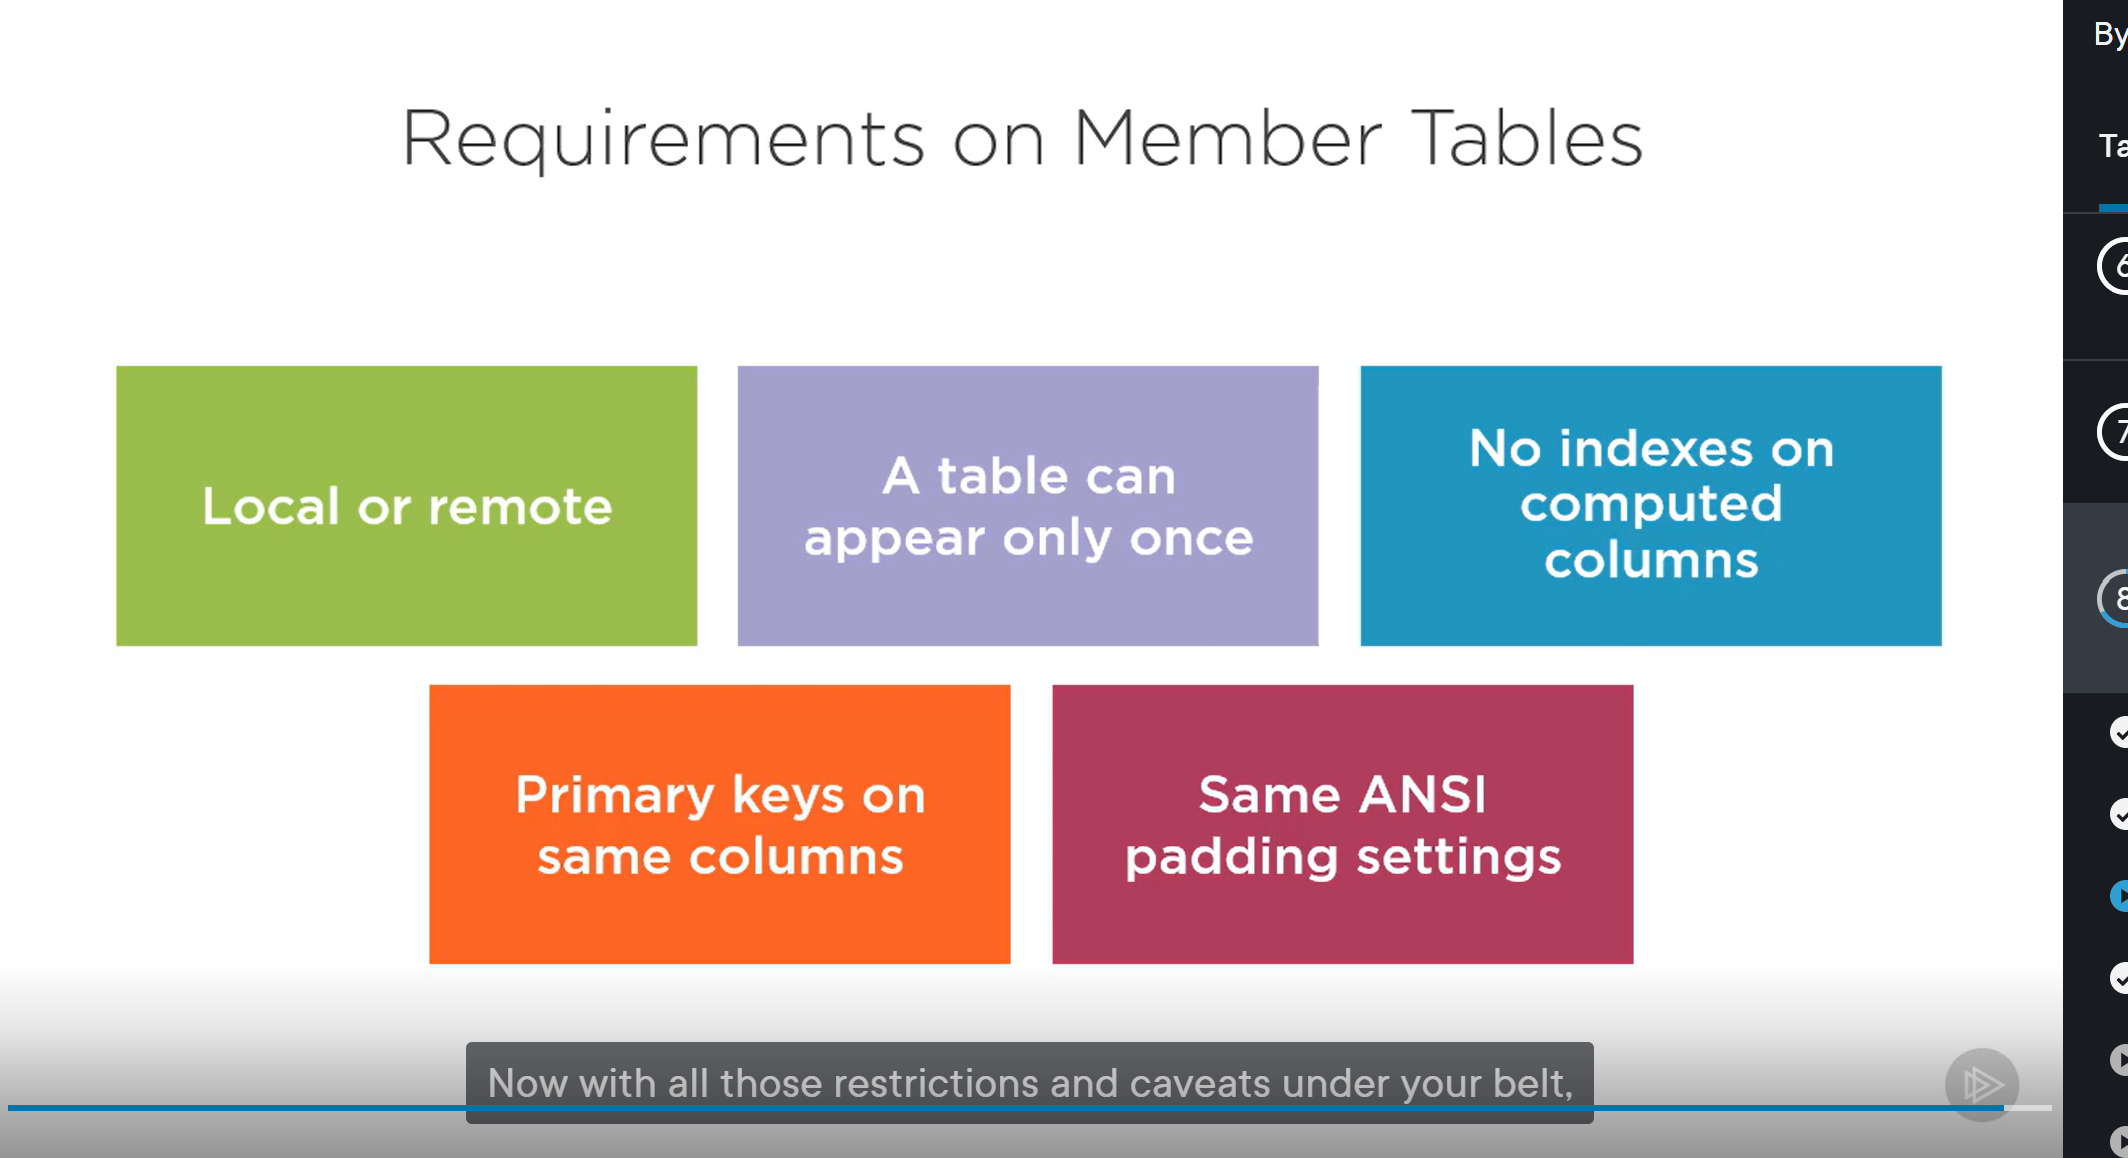 Requirements on Member Tables
Local or remote
A table can
appear only once
No indexes on
computed
columns
Primary keys on
same columns
Same ANSI
padding settings
Now with all those restrictions and caveats under your belt,
By
Ta
6
7
8